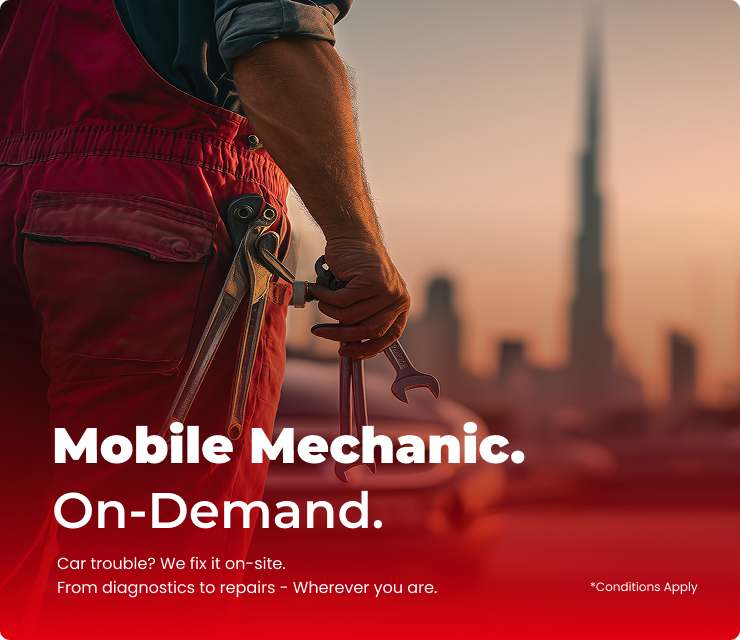 Mobile Mechanic.
On-Demand.
Car trouble? We fix it on-site.
From diagnostics to repairs - Wherever you are.
*Conditions Apply